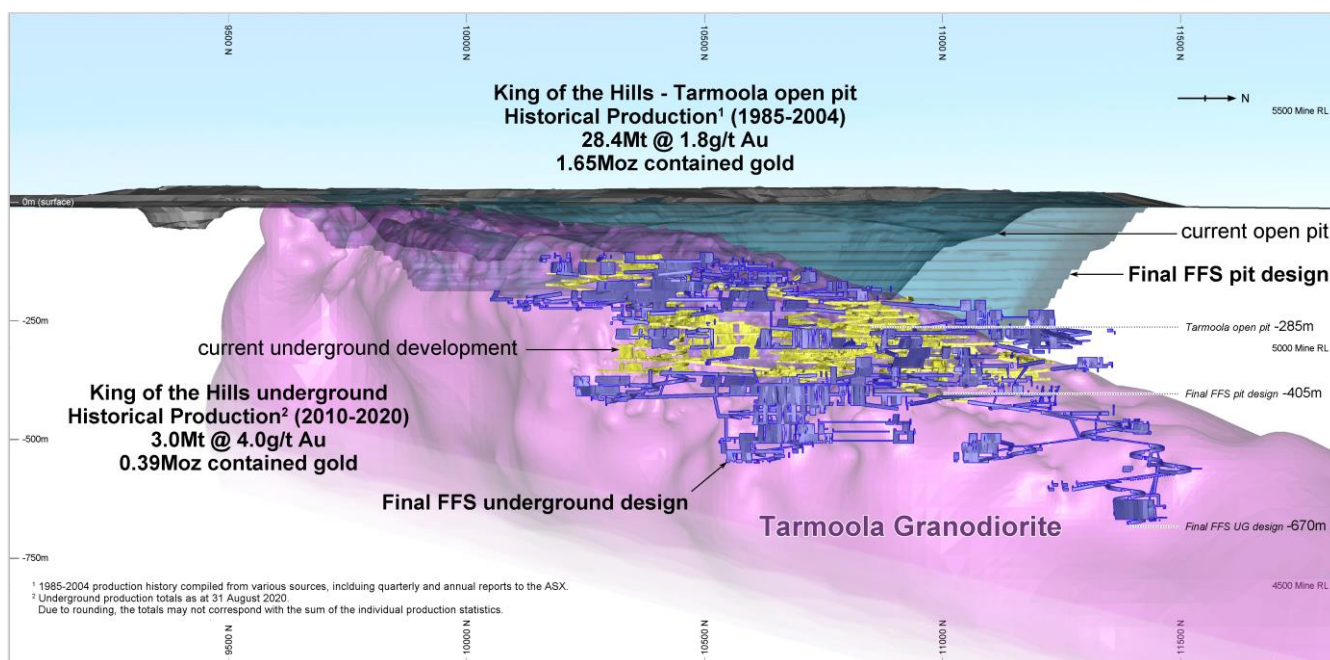 9500 N
10000 N
10500 N
11000 N
11500 N
King of the Hills - Tarmoola open pit
Historical Production¹ (1985-2004)
28.4Mt @ 1.8g/t Au
1.65Moz contained gold
N
5500 Mine RL
0m (surface)
current open pit
Final FFS pit design
-250m
Tarmoola open pit -285m
5000 Mine RL
current underground development
King of the Hills underground
Historical Production² (2010-2020)
3.0Mt @ 4.0g/t Au
0.39Moz contained gold
Final FFS pit design -405m
-500m
Final FFS underground design
Tarmoola Granodiorite
Final FFS UG design -670m
-750m
4500 Mine RL
¹ 1985-2004 production history compiled from various sources, inclduing quarterly and annual reports to the ASX.
² Underground production totals as at 31 August 2020.
Due to rounding, the totals may not correspond with the sum of the individual production statistics.
9500 N
10000 N
10500 N
11000 N
11500 N